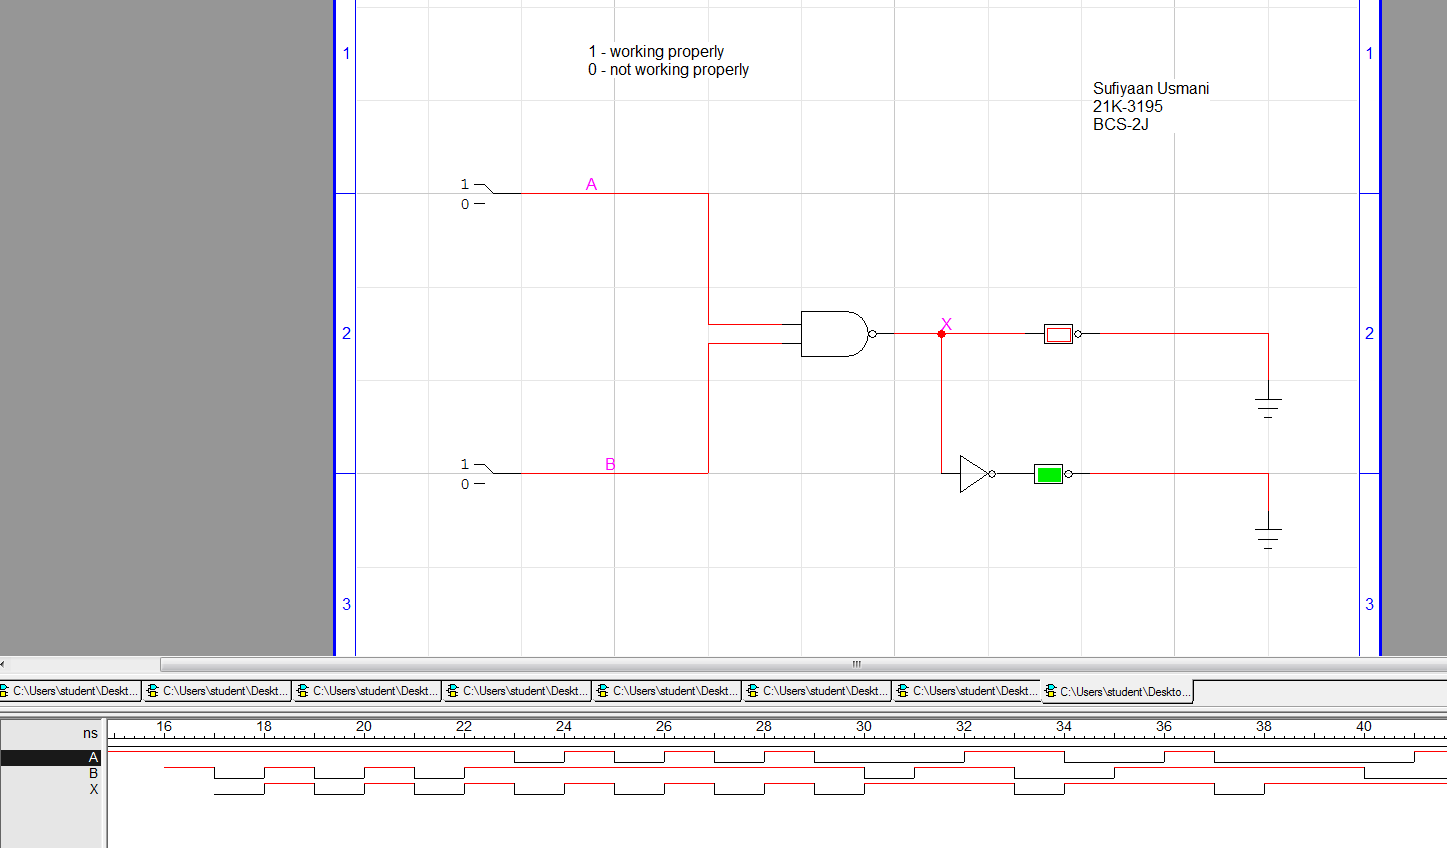 1
1
1 - working properly
0 - not working properly
Sufiyaan Usmani
21K-3195
BCS-2J
1
0
A
2
X
2
1
0
B
3
3
C:\Users\student\Deskt...
C:\Users\student\Deskt...
C:\Users\student\Deskt...
C:\Users\student\Deskt...
C:\Users\student\Deskt...
C:\Users\student\Deskt...
C:\Users\student\Deskt...
C:\Users\student\Deskto...
ns
16 18 20 22 24 26 28 30 32 34 36 38 40
A
B
X